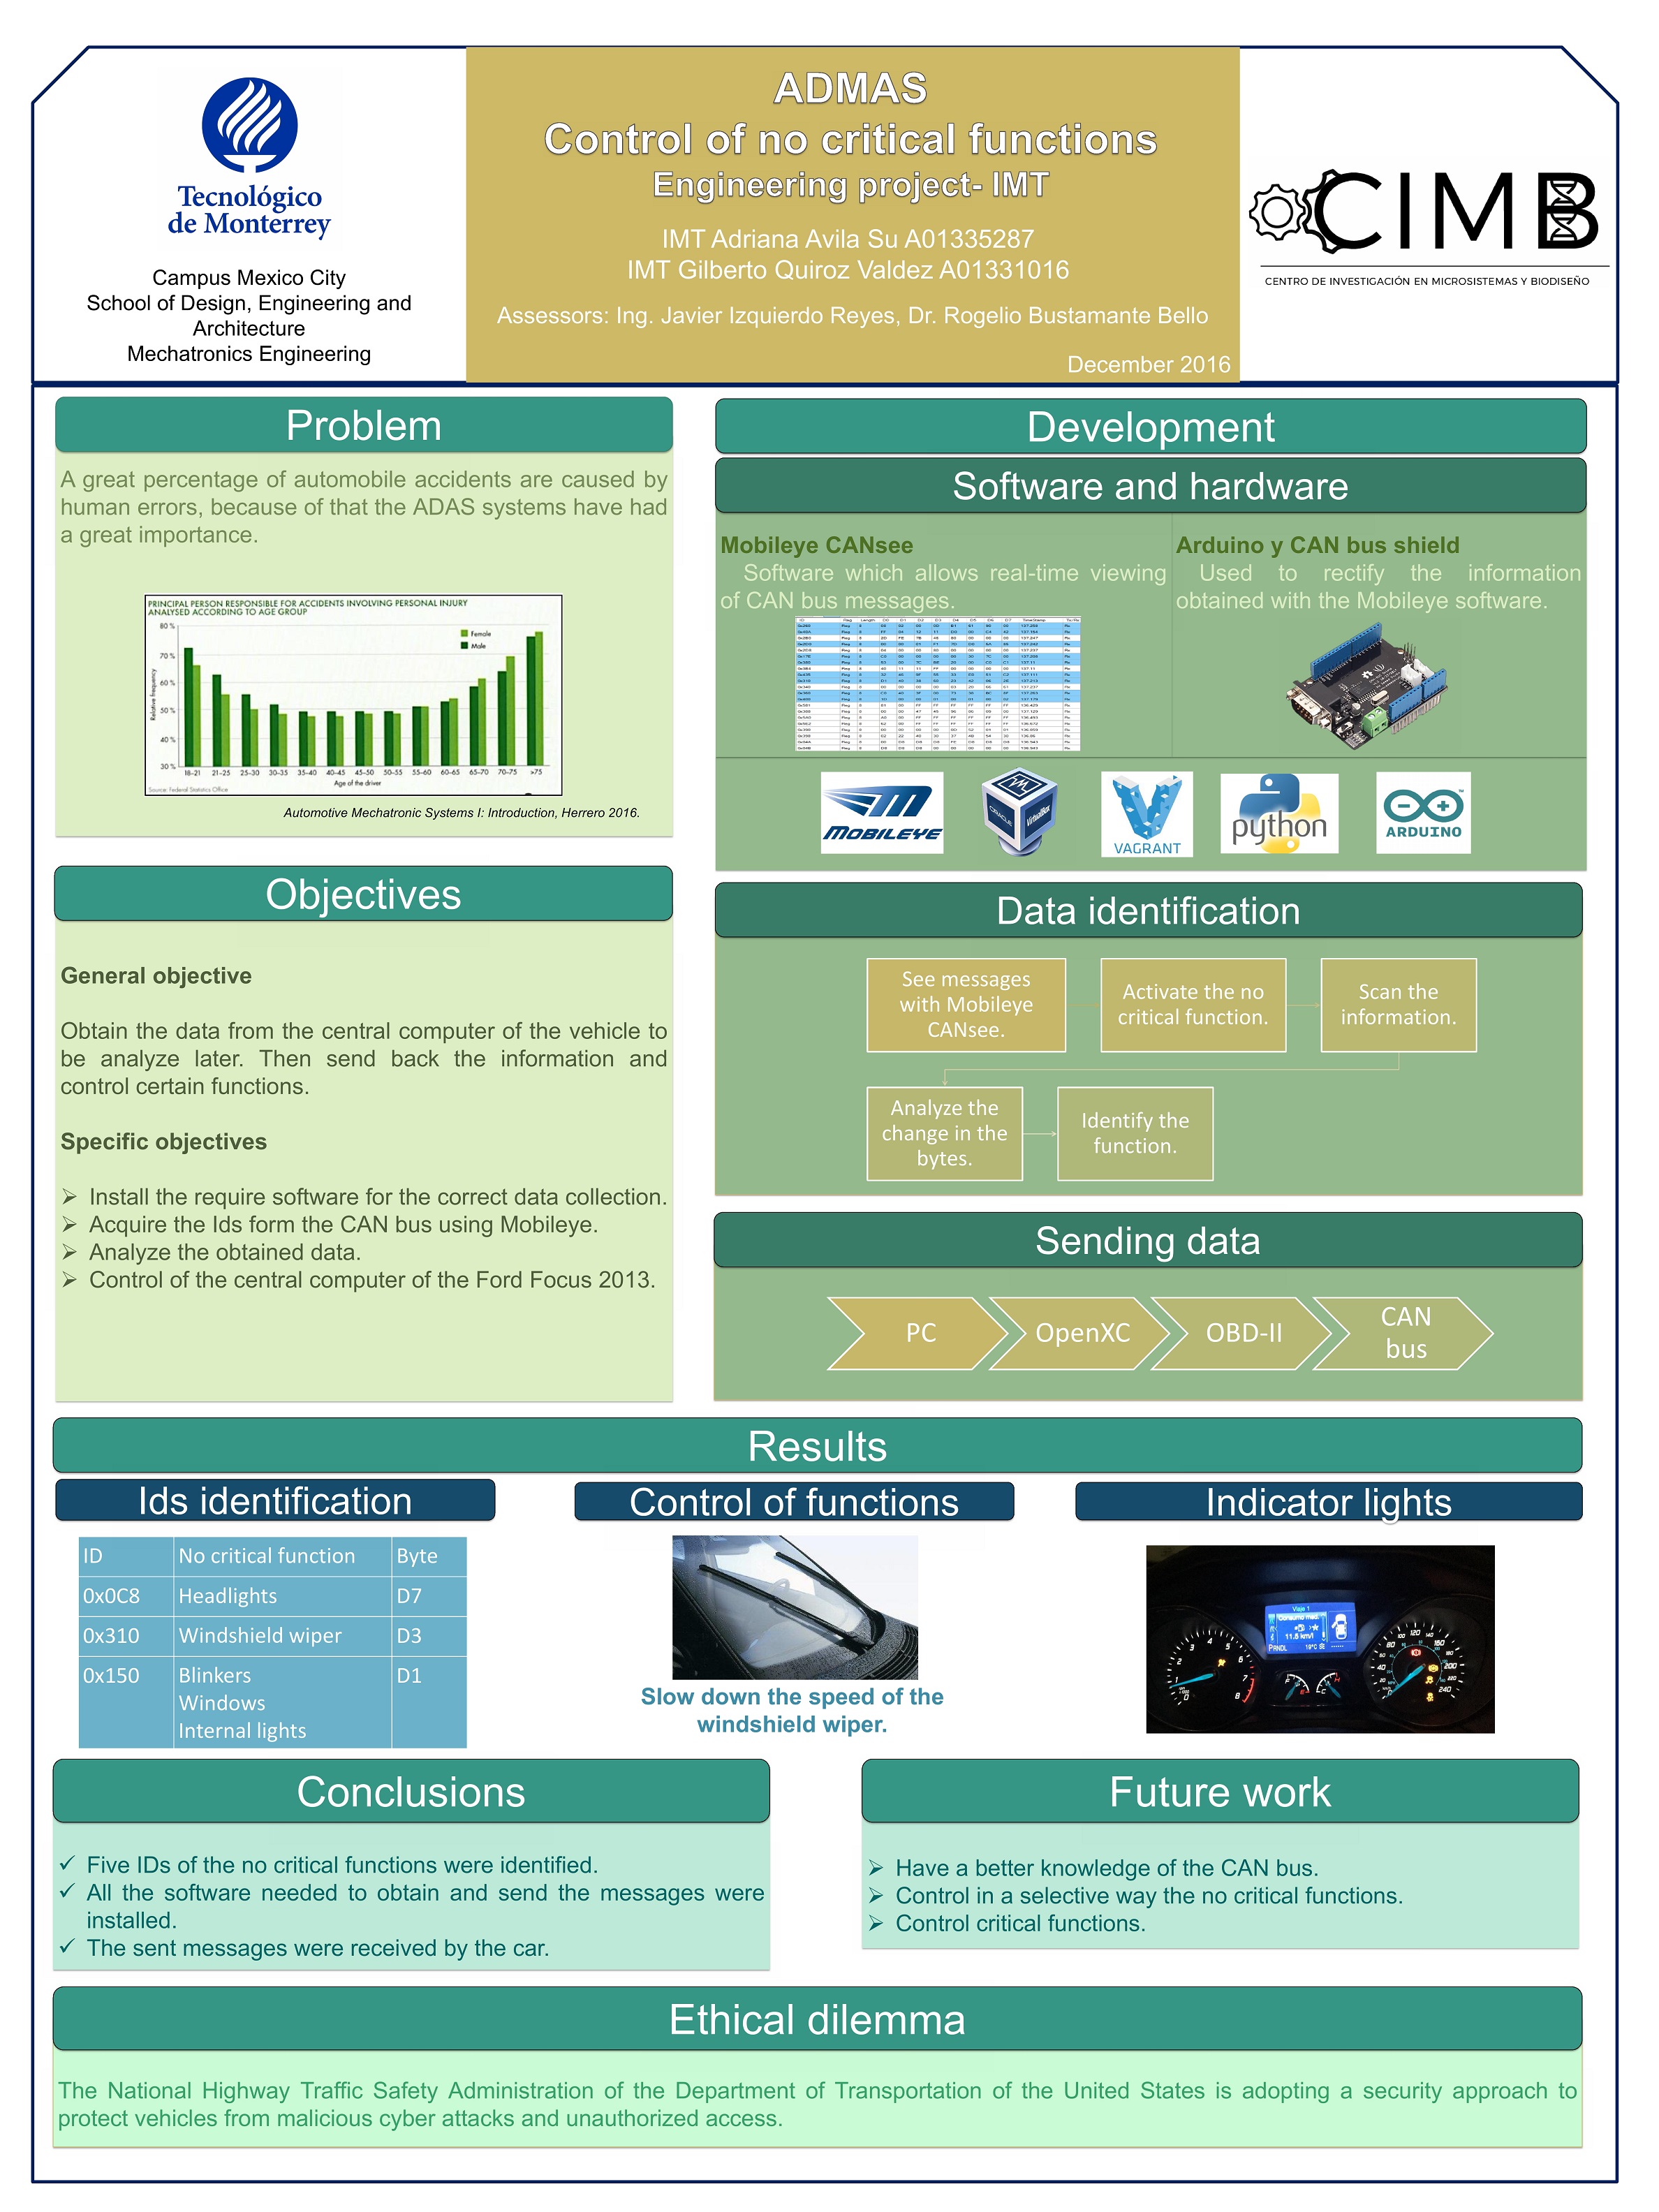 Tecnológico
de Monterrey
Campus Mexico City
School of Design, Engineering and
Architecture
Mechatronics Engineering
ADMAS
Control of no critical functions
Engineering project- IMT
IMT Adriana Avila Su A01335287
IMT Gilberto Quiroz Valdez A01331016
Assessors: Ing. Javier Izquierdo Reyes, Dr. Rogelio Bustamante Bello
December 2016
CIMB
CENTRO DE INVESTIGACIÓN EN MICROSISTEMAS Y BIODISEÑO
Problem
A great percentage of automobile accidents are caused by
human errors, because of that the ADAS systems have had
a great importance.
PRINCIPAL PERSON RESPONSIBLE FOR ACCIDENTS INVOLVING PERSONAL INJURY
ANALYSED ACCORDING TO AGE GROUP
Female
Male
Relative frequency
80 %
70 %
60 %
50 %
40 %
30 %
18-21 21-25 25-30 30-35 35-40 40-45 45-50 50-55 55-60 60-65 65-70 70-75 >75
Age of the driver
Source: Federal Statistics Office
Automotive Mechatronic Systems I: Introduction, Herrero 2016.
Objectives
General objective
Obtain the data from the central computer of the vehicle to
be analyze later. Then send back the information and
control certain functions.
Specific objectives
➢ Install the require software for the correct data collection.
➢ Acquire the Ids form the CAN bus using Mobileye.
➢ Analyze the obtained data.
➢ Control of the central computer of the Ford Focus 2013.
Development
Software and hardware
Mobileye CANsee
Software which allows real-time viewing
of CAN bus messages.
Arduino y CAN bus shield
Used to rectify the information
obtained with the Mobileye software.
MOBILEYE
ORACLE
VirtualBox
VAGRANT
python
ARDUINO
Data identification
See messages
with Mobileye
CANsee.
Activate the no
critical function.
Scan the
information.
Analyze the
change in the
bytes.
Identify the
function.
Sending data
PC
OpenXC
OBD-II
CAN
bus
Results
Ids identification
ID No critical function Byte
0x0C8 Headlights D7
0x310 Windshield wiper D3
0x150 Blinkers D1
Windows
Internal lights
Control of functions
Slow down the speed of the
windshield wiper.
Indicator lights
Viaje 1
11.5 km/l
PRNDL 19°C
Conclusions
✓ Five IDs of the no critical functions were identified.
✓ All the software needed to obtain and send the messages were
installed.
✓ The sent messages were received by the car.
Future work
➢ Have a better knowledge of the CAN bus.
➢ Control in a selective way the no critical functions.
➢ Control critical functions.
Ethical dilemma
The National Highway Traffic Safety Administration of the Department of Transportation of the United States is adopting a security approach to
protect vehicles from malicious cyber attacks and unauthorized access.